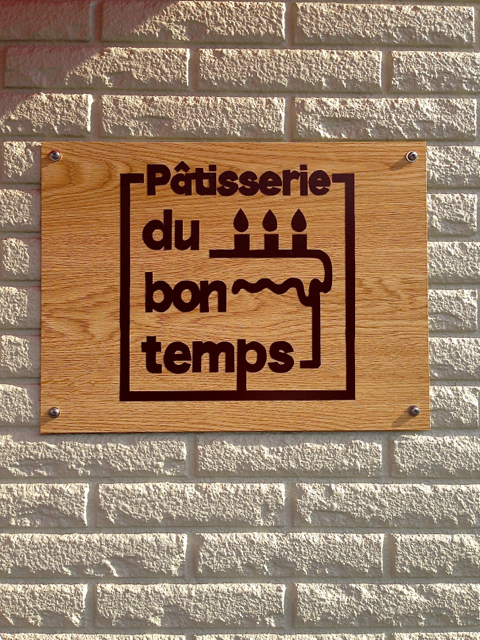 Pâtisserie
du
bon
temps